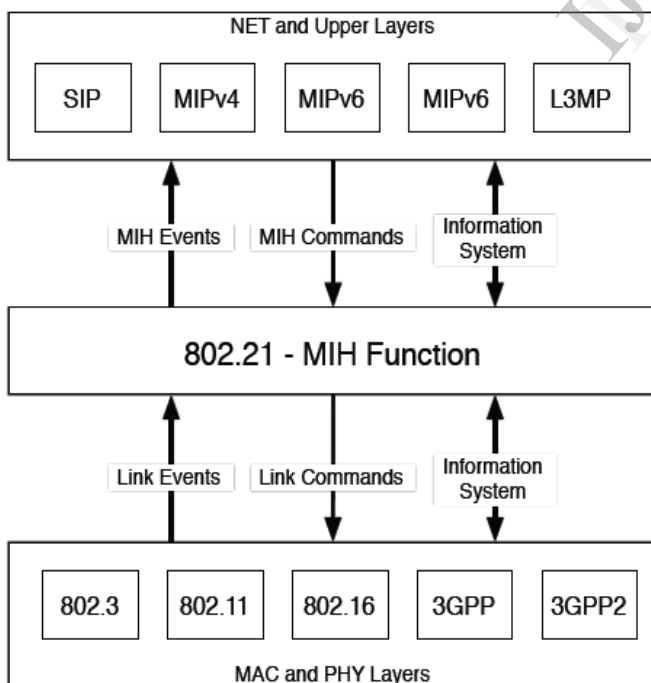 NET and Upper Layers
SIP MIPv4 MIPv6 MIPv6 L3MP
MIH Events MIH Commands Information
System
802.21 - MIH Function
Link Events Link Commands Information
System
802.3 802.11 802.16 3GPP 3GPP2
MAC and PHY Layers